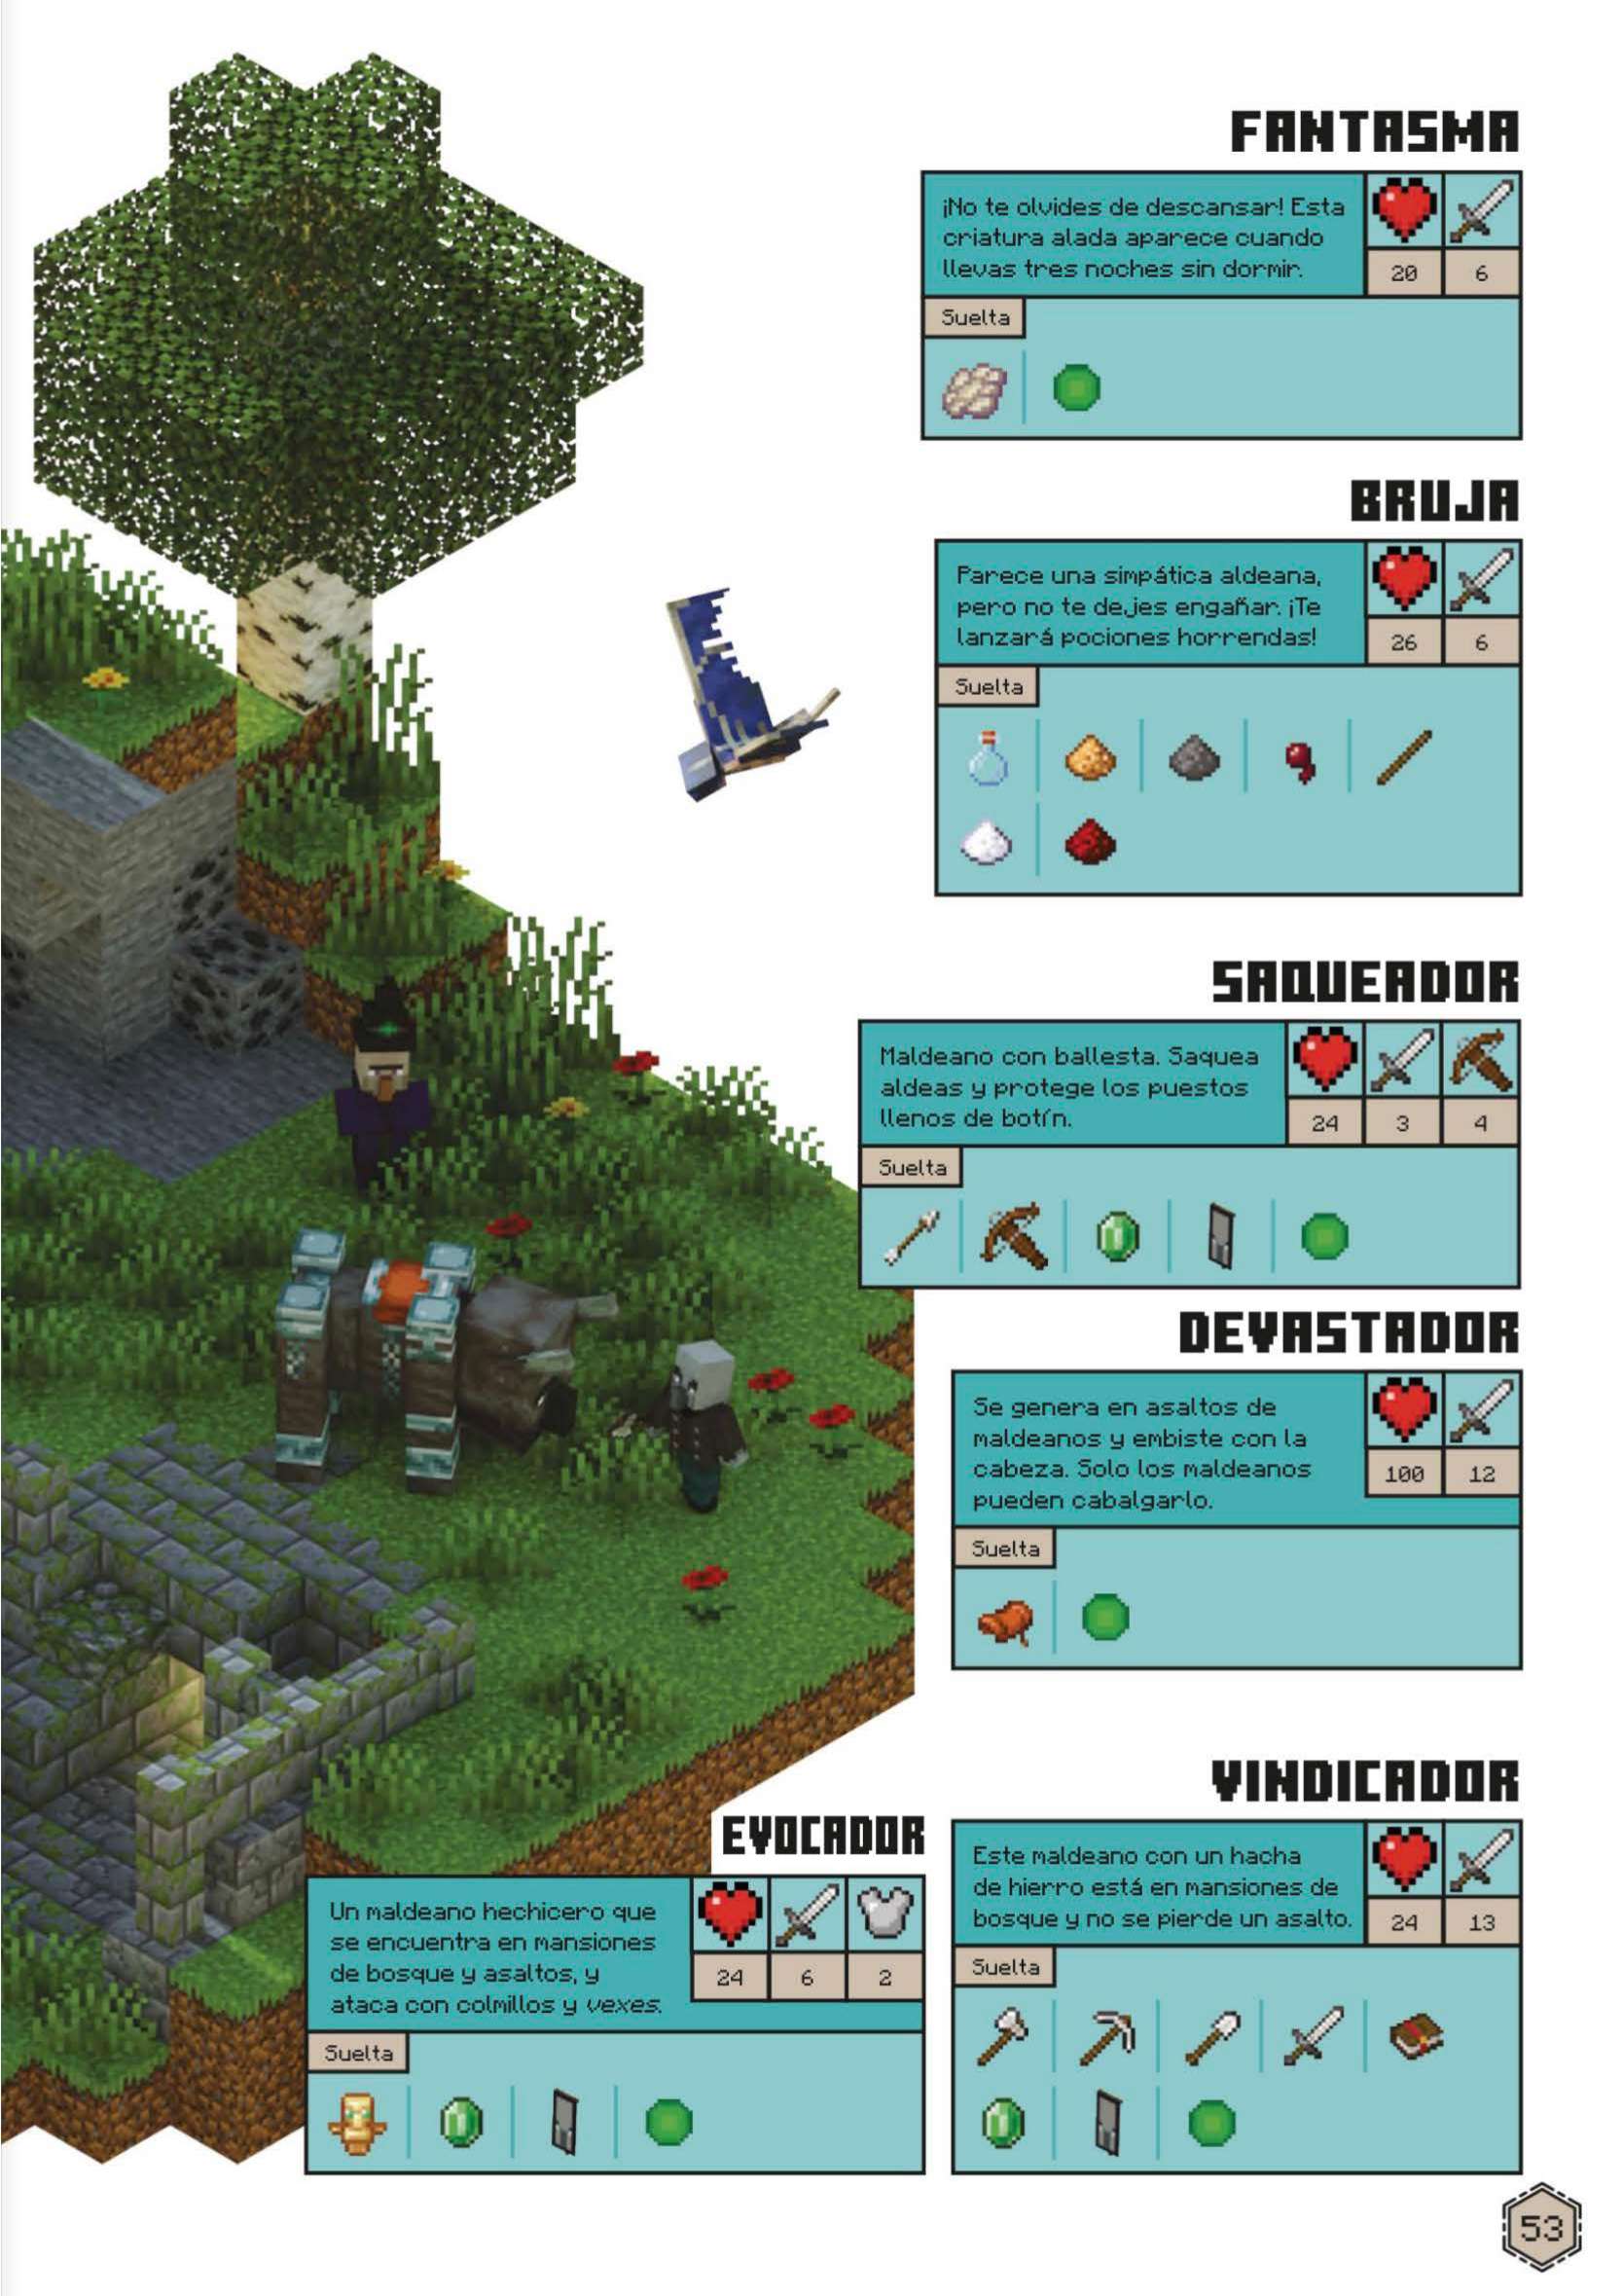 FANTASMA
¡No te olvides de descansar! Esta
criatura alada aparece cuando
llevas tres noches sin dormir.
20 6
Suelta
BRUJA
Parece una simpática aldeana,
pero no te dejes engañar. ¡Te
lanzará pociones horrendas!
26 6
Suelta
SAQUEADOR
Maldeano con ballesta. Saquea
aldeas y protege los puestos
llenos de botín.
24 3 4
Suelta
DEVASTADOR
Se genera en asaltos de
maldeanos y embiste con la
cabeza. Solo los maldeanos
pueden cabalgarlo.
100 12
Suelta
EVOCADOR
Un maldeano hechicero que
se encuentra en mansiones
de bosque y asaltos, y
ataca con colmillos y vexes.
24 6 2
Suelta
VINDICADOR
Este maldeano con un hacha
de hierro está en mansiones de
bosque y no se pierde un asalto.
24 13
Suelta
53